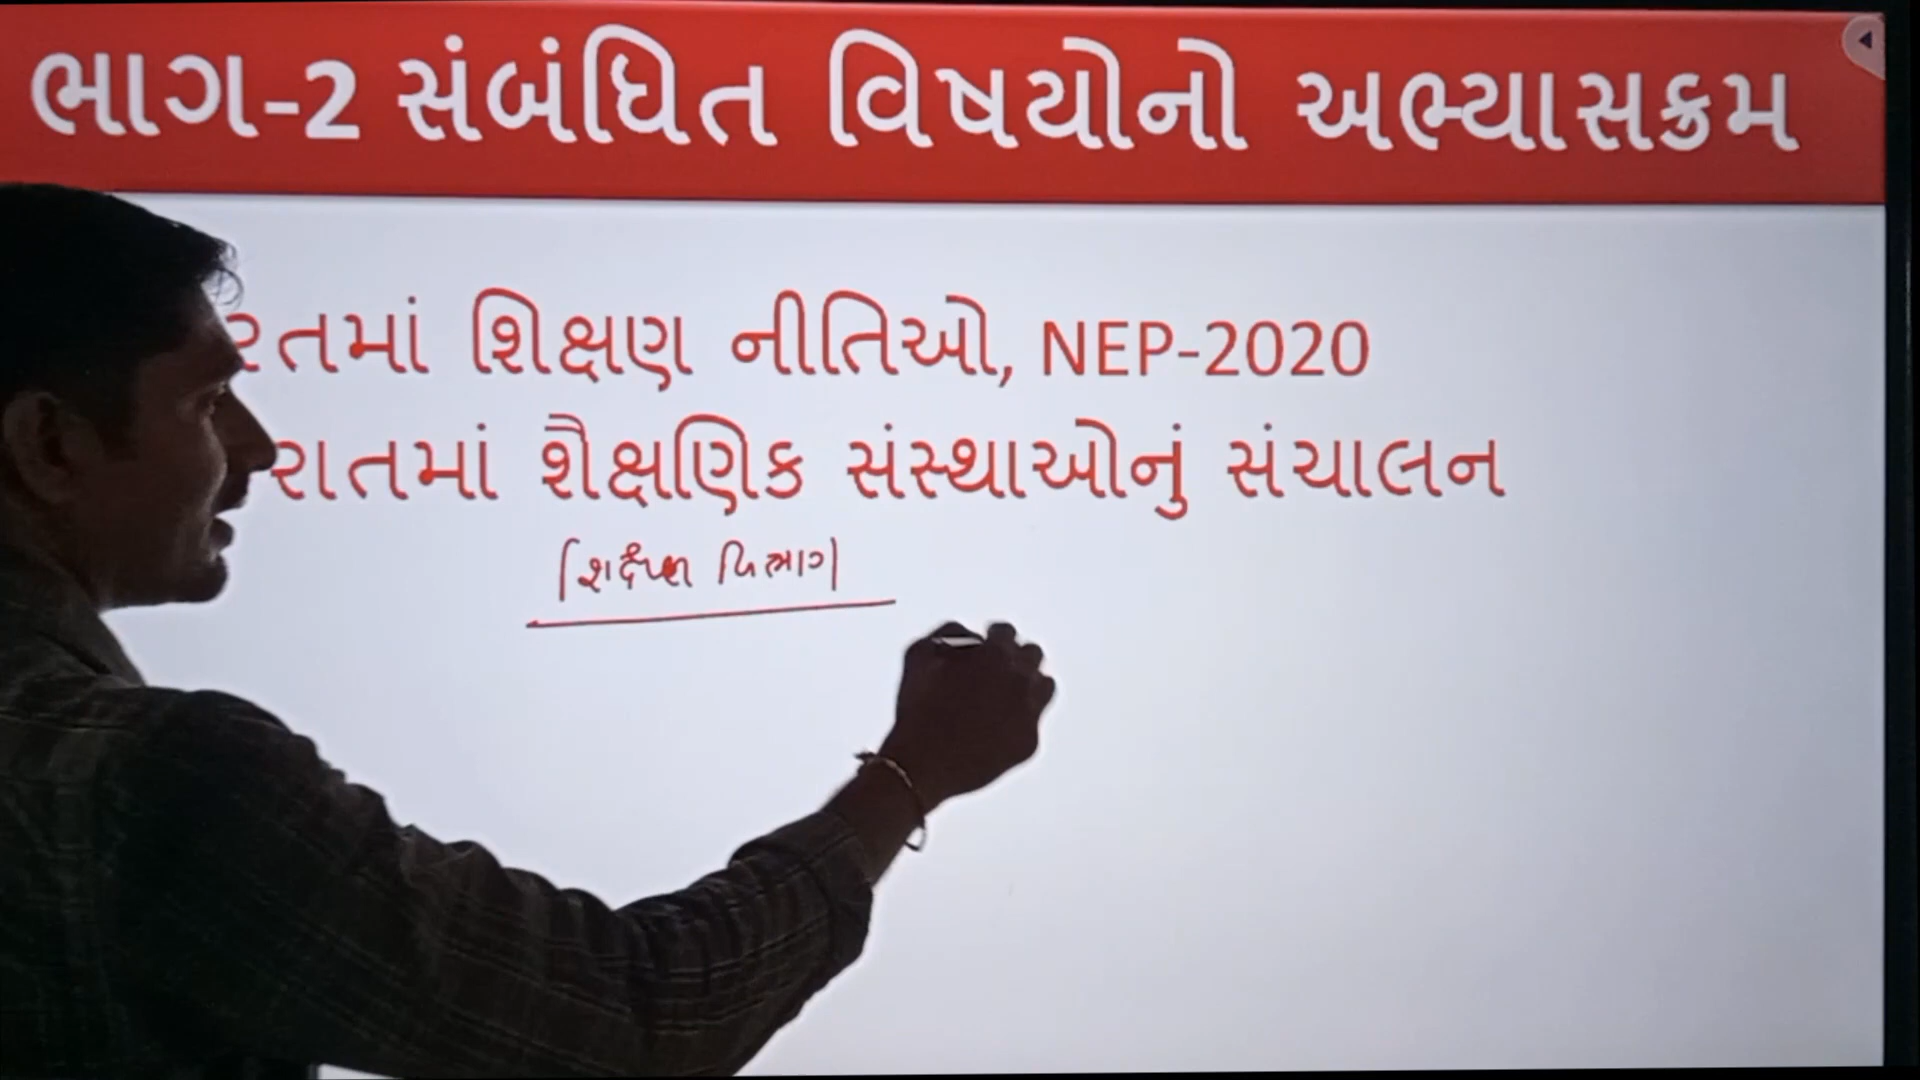 ભાગ-2 સંબંધિત વિષયોનો અભ્યાસક્રમ
રતમાં શિક્ષણ નીતિઓ, NEP-2020
રાતમાં શૈક્ષણિક સંસ્થાઓનું સંચાલન
શિક્ષણ વિભાગ